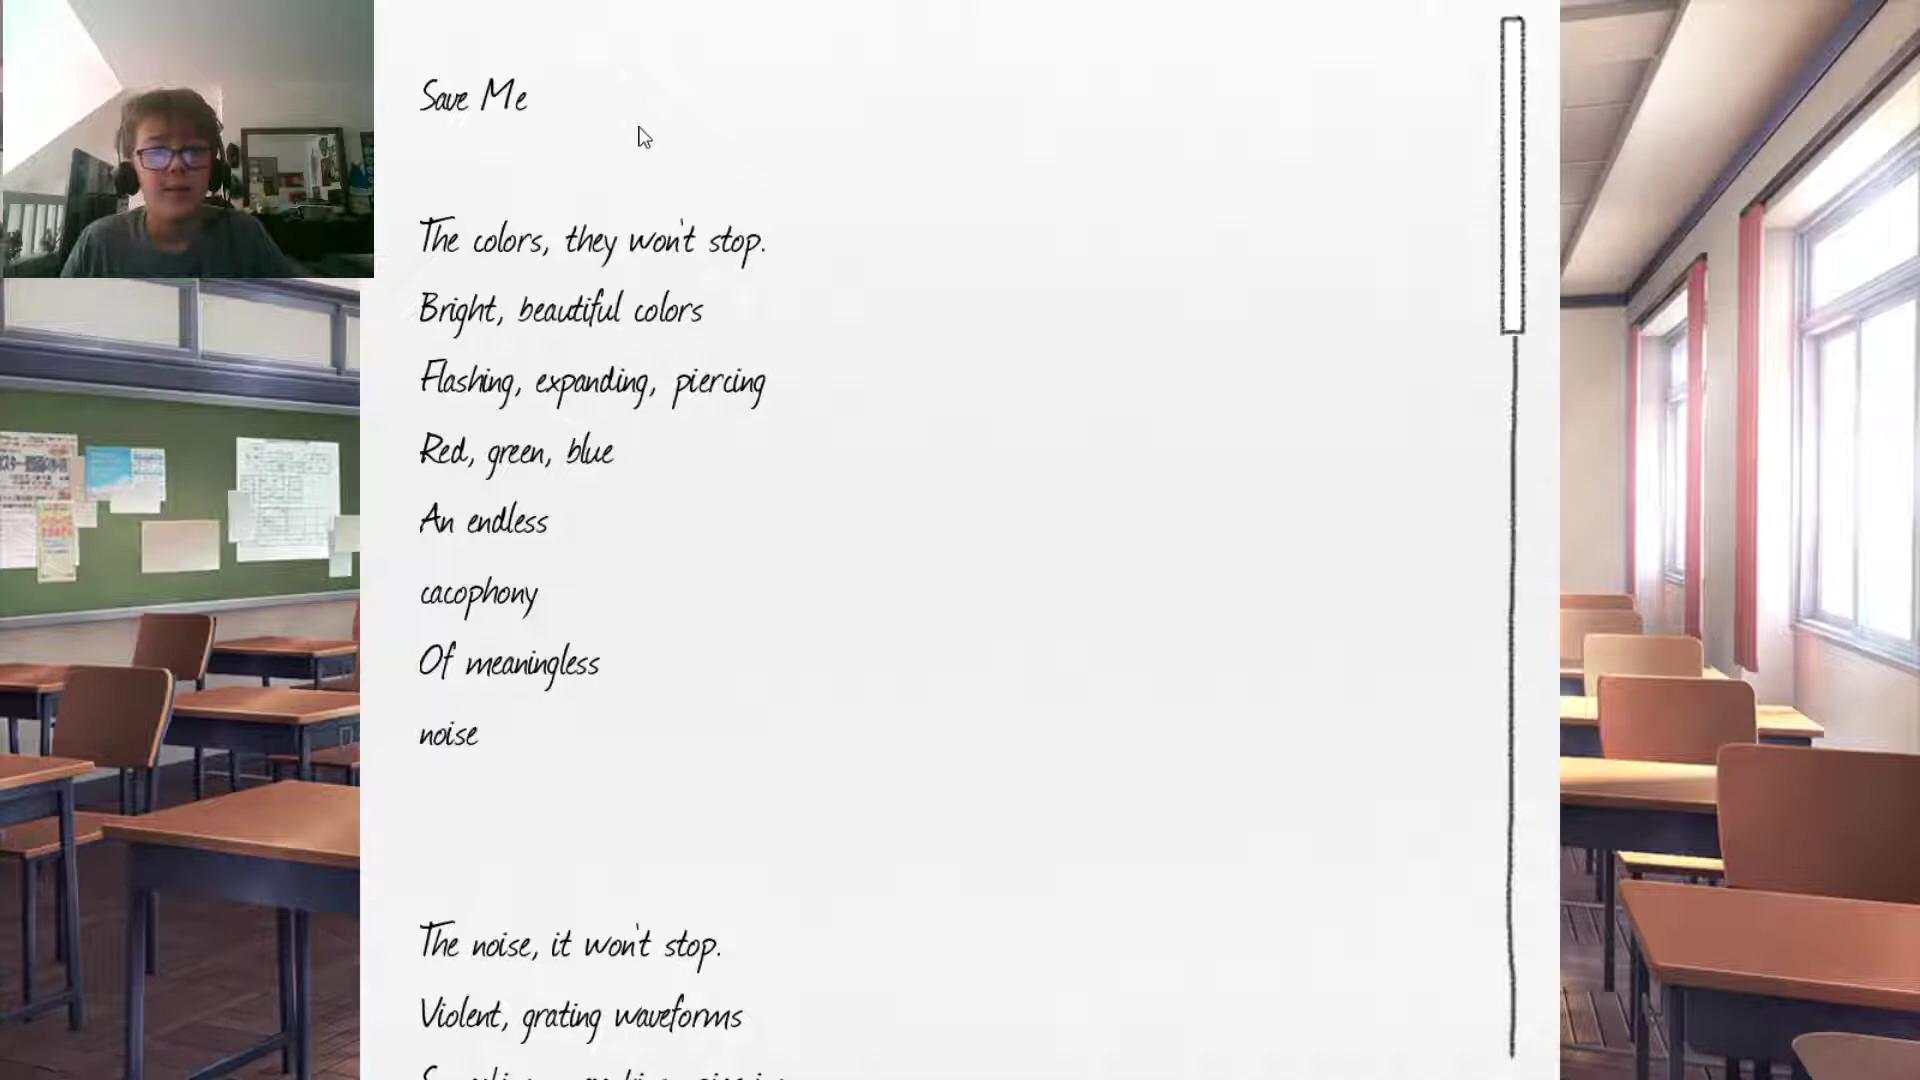 Save Me
The colors, they won't stop.
Bright, beautiful colors
Flashing, expanding, piercing
Red, green, blue
An endless
cacophony
Of meaningless
noise
The noise, it won't stop.
Violent, grating waveforms